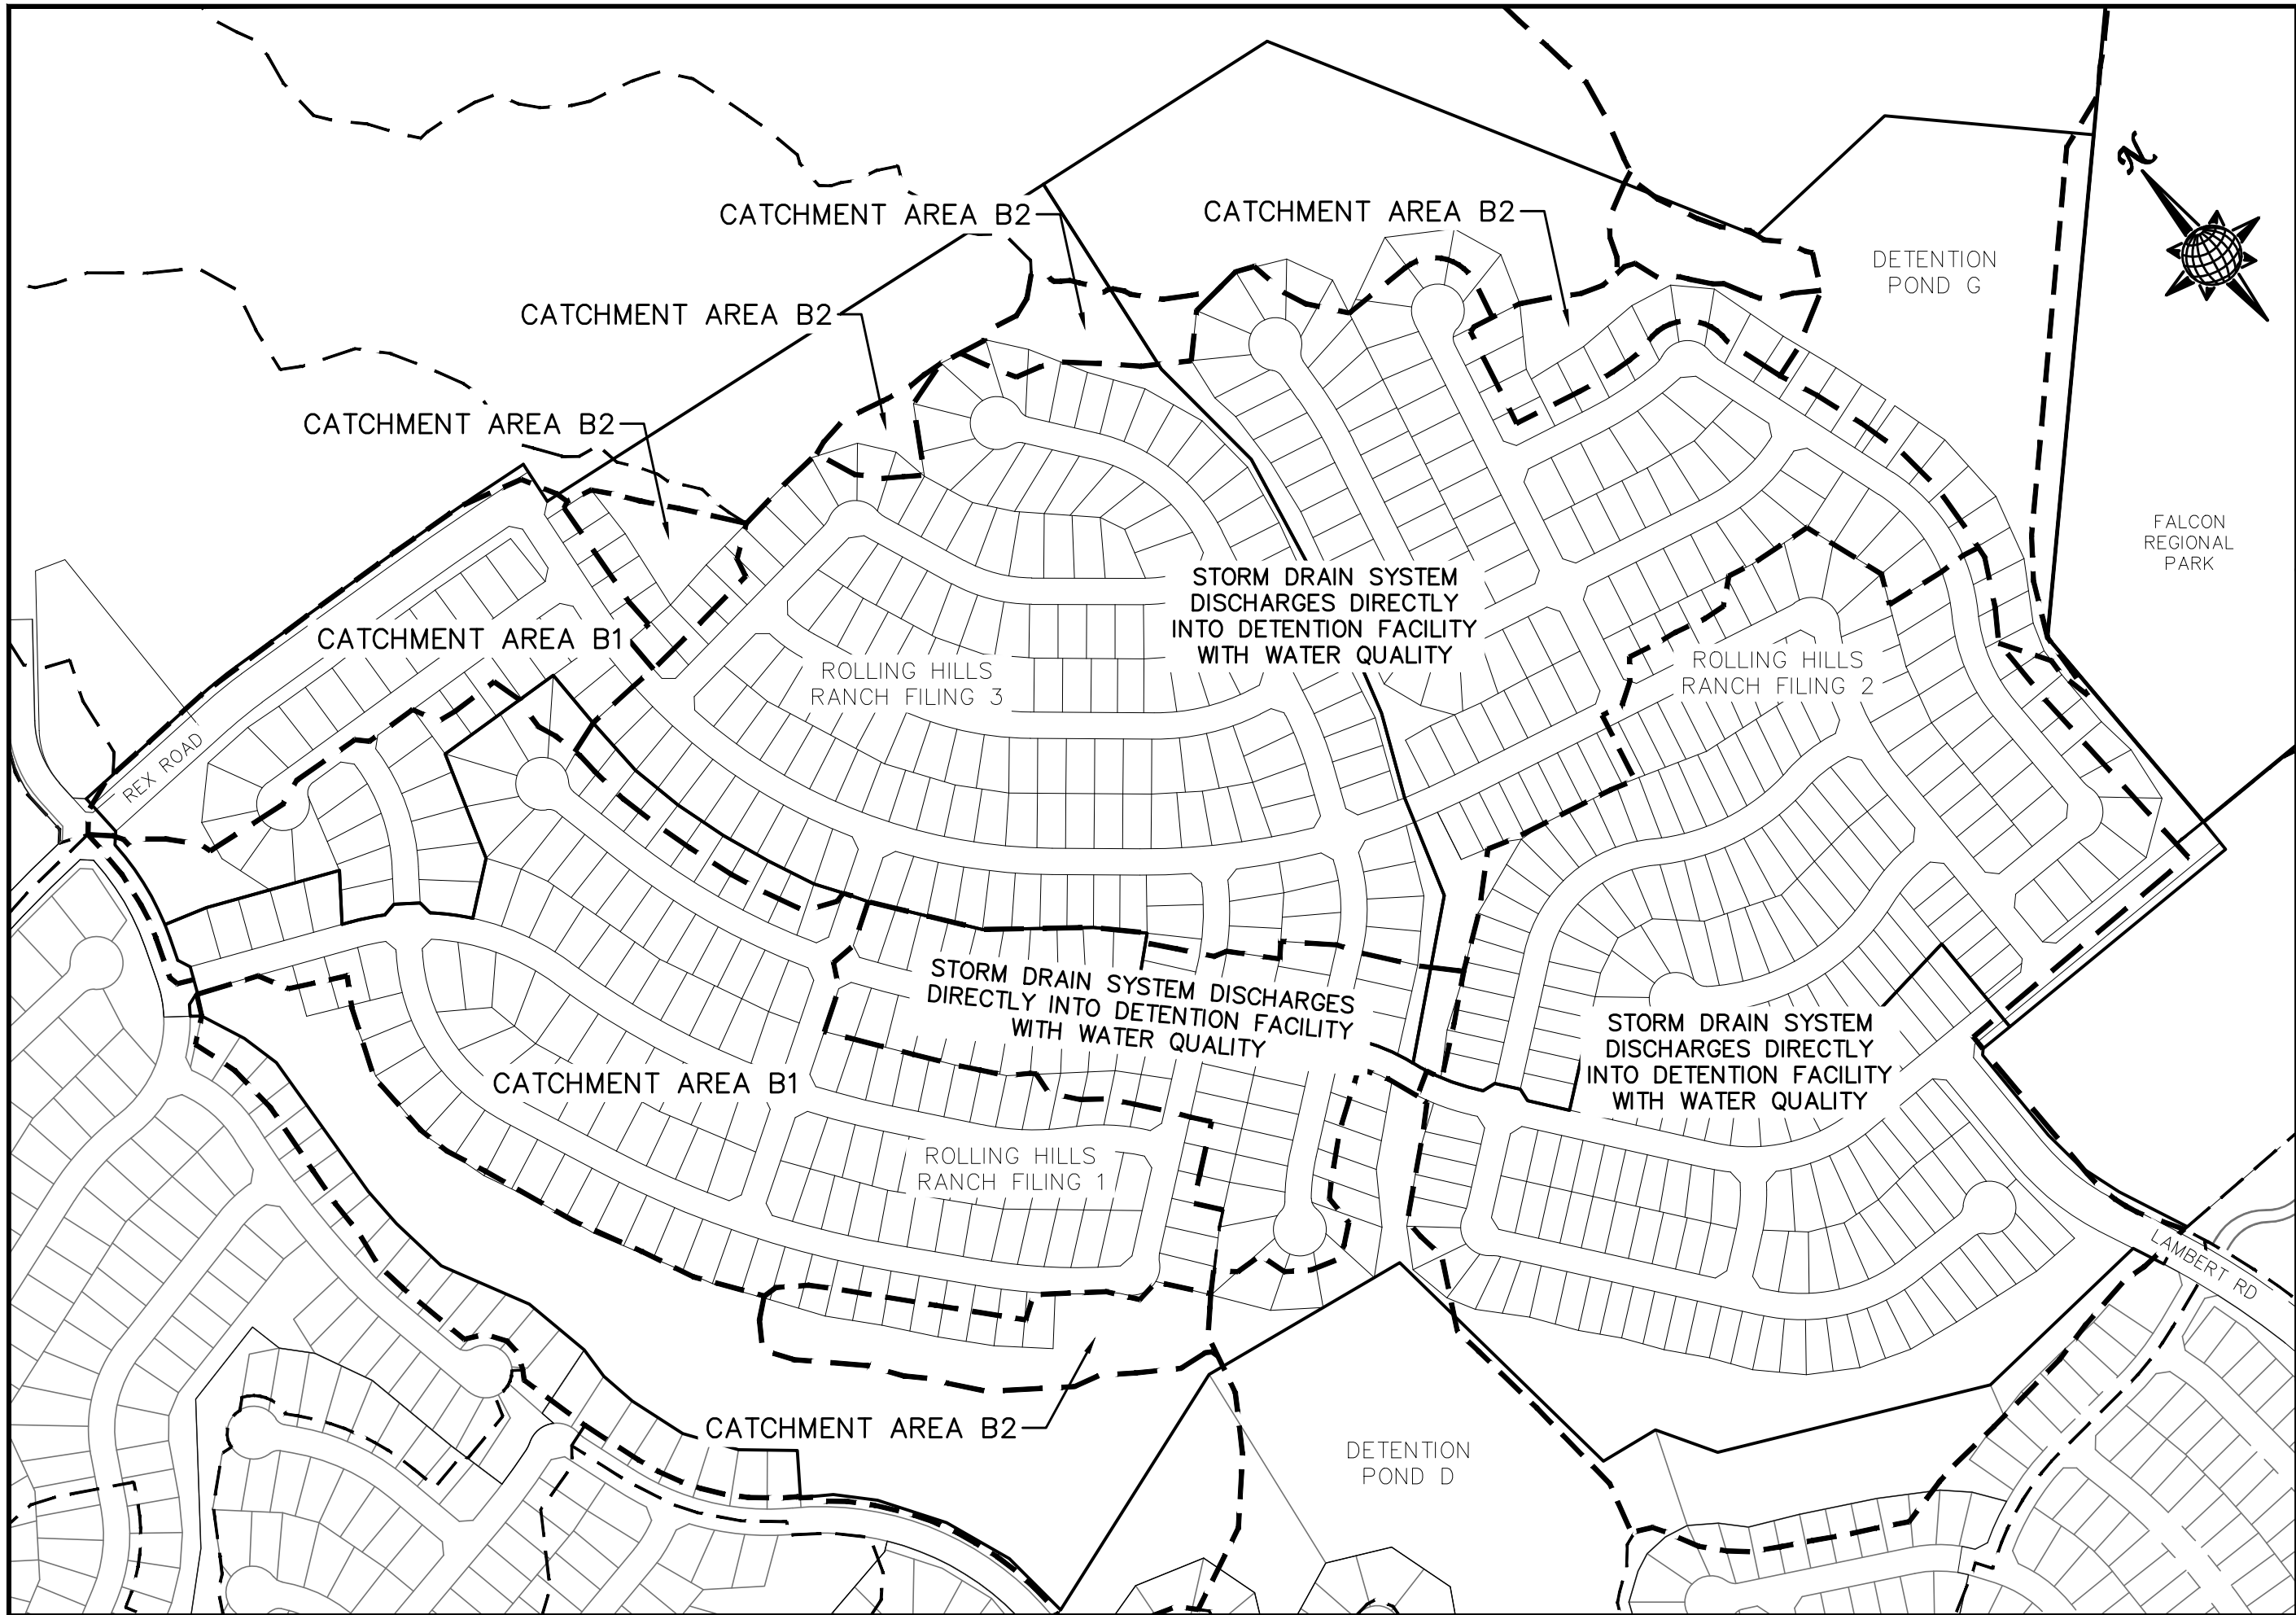 N
CATCHMENT AREA B2
CATCHMENT AREA B2
DETENTION
POND G
CATCHMENT AREA B2
CATCHMENT AREA B2
FALCON
REGIONAL
PARK
STORM DRAIN SYSTEM
DISCHARGES DIRECTLY
INTO DETENTION FACILITY
WITH WATER QUALITY
CATCHMENT AREA B1
ROLLING HILLS
RANCH FILING 3
ROLLING HILLS
RANCH FILING 2
REX ROAD
STORM DRAIN SYSTEM DISCHARGES
DIRECTLY INTO DETENTION FACILITY
WITH WATER QUALITY
STORM DRAIN SYSTEM
DISCHARGES DIRECTLY
INTO DETENTION FACILITY
WITH WATER QUALITY
CATCHMENT AREA B1
ROLLING HILLS
RANCH FILING 1
LAMBERT RD
CATCHMENT AREA B2
DETENTION
POND D